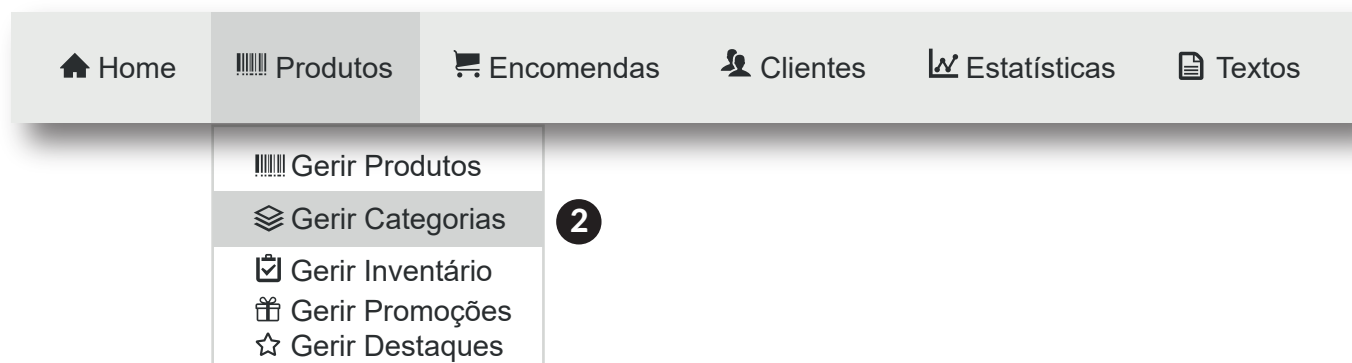 Home Produtos Encomendas Clientes Estatísticas Textos
Gerir Produtos
Gerir Categorias 2
Gerir Inventário
Gerir Promoções
Gerir Destaques